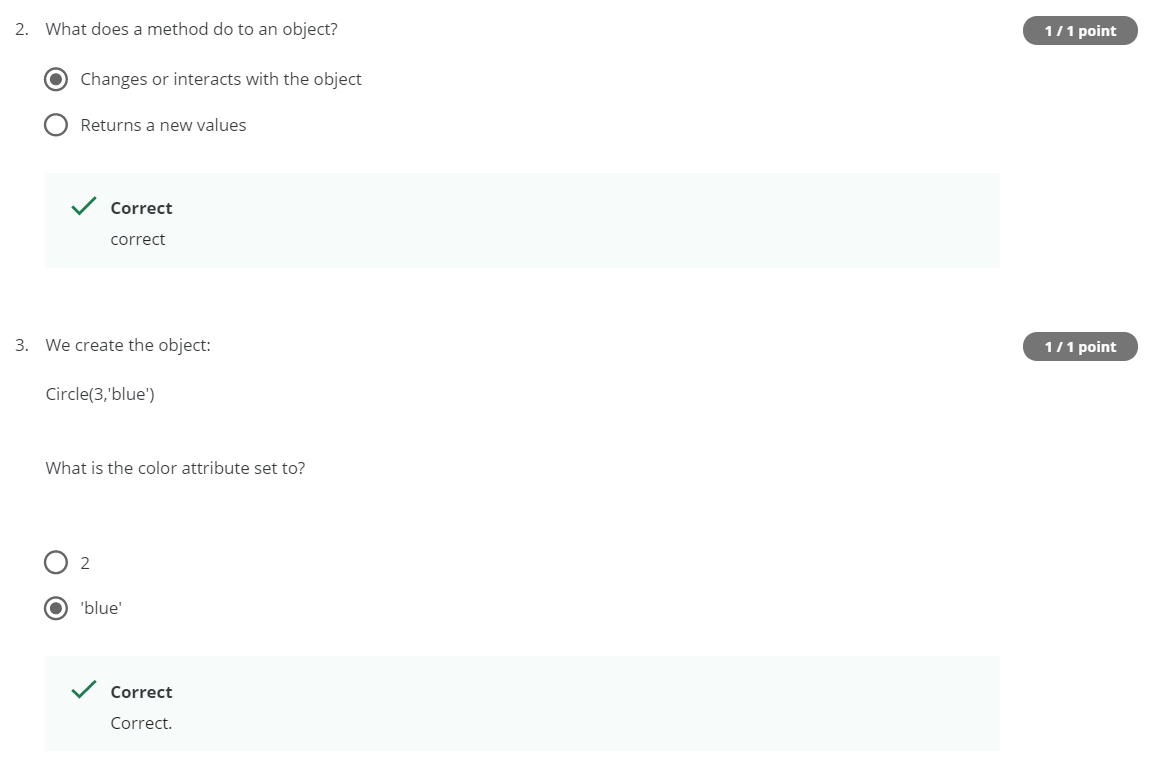 2. What does a method do to an object?
1 / 1 point
Changes or interacts with the object
Returns a new values
Correct
correct
3. We create the object:
1 / 1 point
Circle(3,'blue')
What is the color attribute set to?
2
'blue'
Correct
Correct.